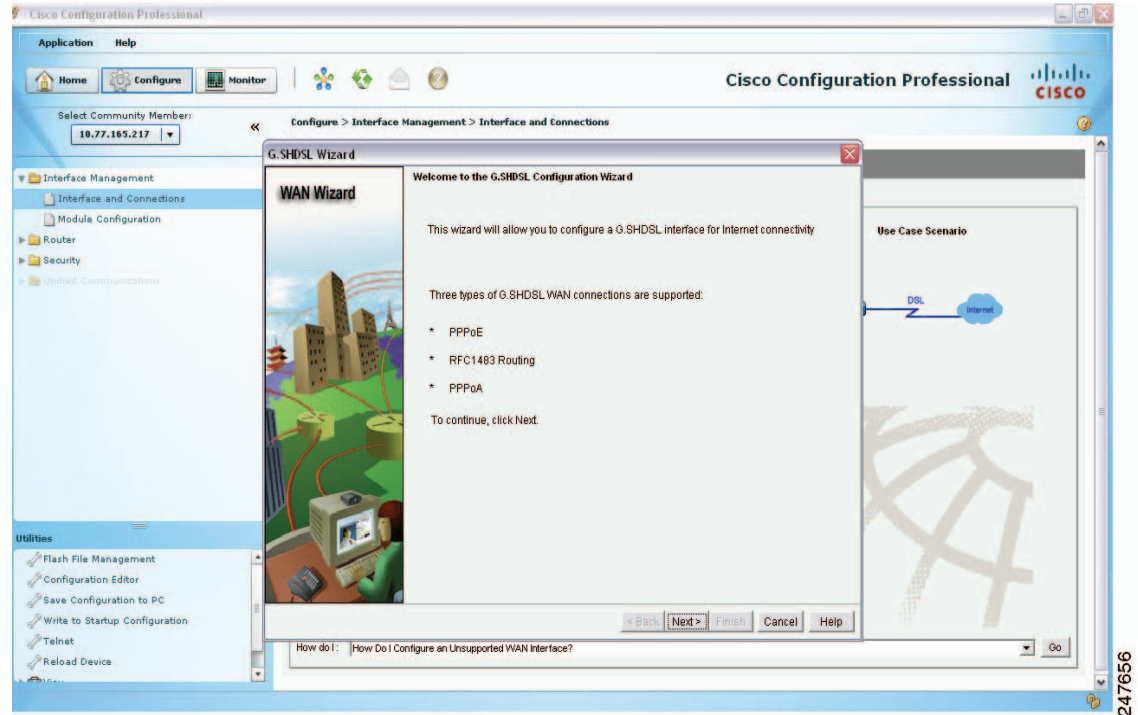 Cisco Configuration Professional
Application Help
Home Configure Monitor
Cisco Configuration Professional
CISCO
Select Community Member:
10.77.165.217
«
Configure > Interface Management > Interface and Connections
Interface Management
Interface and Connections
Module Configuration
Router
Security
Unified Communications
G.SHDSL Wizard
WAN Wizard
Welcome to the G.SHDSL Configuration Wizard
This wizard will allow you to configure a G.SHDSL interface for Internet connectivity
Three types of G.SHDSL WAN connections are supported:
* PPPoE
* RFC1483 Routing
* PPPoA
To continue, click Next.
< Back Next > Finish Cancel Help
Use Case Scenario
DSL
Internet
How do I: How Do I Configure an Unsupported WAN Interface? Go
Utilities
Flash File Management
Configuration Editor
Save Configuration to PC
Write to Startup Configuration
Telnet
Reload Device
View
247656